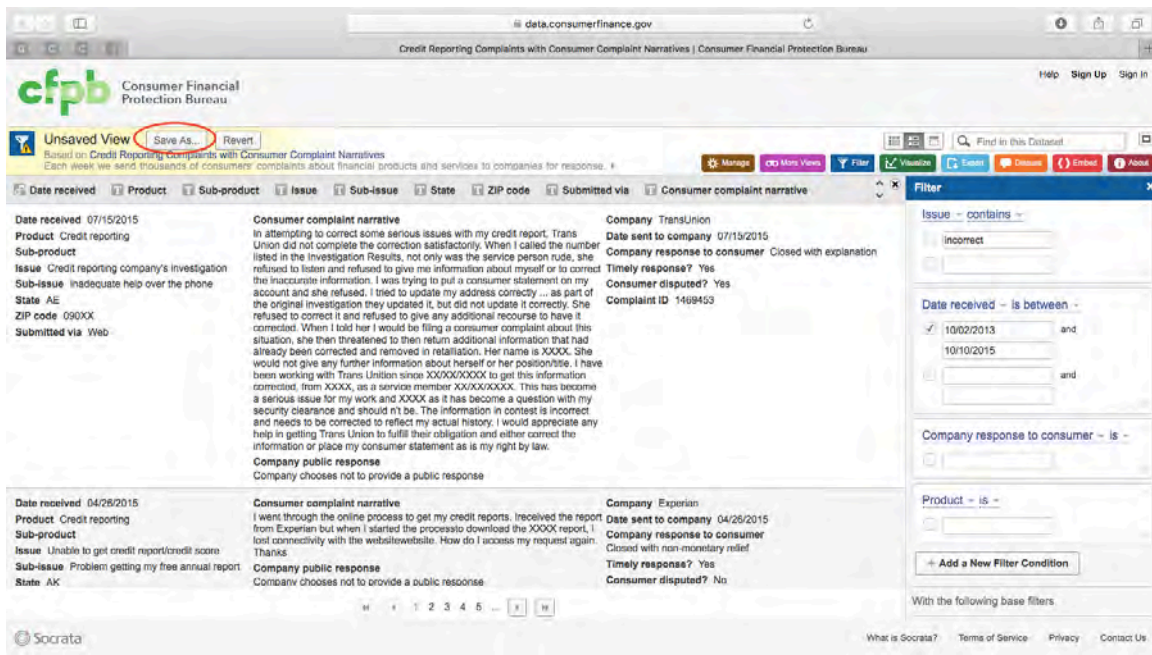 data.consumerfinance.gov
Credit Reporting Complaints with Consumer Complaint Narratives | Consumer Financial Protection Bureau
cfpb
Consumer Financial
Protection Bureau
Help Sign Up Sign In
Unsaved View Save As... Revert
Find in this Dataset
Based on Credit Reporting Complaints with Consumer Complaint Narratives
Each week we send thousands of consumers' complaints about financial products and services to companies for response.
Manage More Views Filter Visualize Export Discuss Embed About
Date received Product Sub-product Issue Sub-issue State ZIP code Submitted via Consumer complaint narrative
Date received 07/15/2015
Product Credit reporting
Sub-product
Issue Credit reporting company's investigation
Sub-issue Inadequate help over the phone
State AE
ZIP code 090XX
Submitted via Web
Consumer complaint narrative
In attempting to correct some serious issues with my credit report, Trans
Union did not complete the correction satisfactorily. When I called the number
listed in the Investigation Results, not only was the service person rude, she
refused to listen and refused to give me information about myself or to correct
the inaccurate information. I was trying to put a consumer statement on my
account and she refused. I tried to update my address correctly ... as part of
the original investigation they updated it, but did not update it correctly. She
refused to correct it and refused to give any additional recourse to have it
corrected. When I told her I would be filing a consumer complaint about this
situation, she then threatened to then return additional information that had
already been corrected and removed in retalliation. Her name is XXXX. She
would not give any further information about herself or her position/title. I have
been working with Trans Unition since XX/XX/XXXX to get this information
corrected, from XXXX, as a service member XX/XX/XXXX. This has become
a serious issue for my work and XXXX as it has become a question with my
security clearance and should n't be. The information in contest is incorrect
and needs to be corrected to reflect my actual history. I would appreciate any
help in getting Trans Union to fulfill their obligation and either correct the
information or place my consumer statement as is my right by law.
Company public response
Company chooses not to provide a public response
Company TransUnion
Date sent to company 07/15/2015
Company response to consumer Closed with explanation
Timely response? Yes
Consumer disputed? Yes
Complaint ID 1469453
Date received 04/26/2015
Product Credit reporting
Sub-product
Issue Unable to get credit report/credit score
Sub-issue Problem getting my free annual report
State AK
Consumer complaint narrative
I went through the online process to get my credit reports. Ireceived the report
from Experian but when I started the processto download the XXXX report, I
lost connectivity with the websitewebsite. How do I access my request again.
Thanks
Company public response
Company chooses not to provide a public response
Company Experian
Date sent to company 04/26/2015
Company response to consumer
Closed with non-monetary relief
Timely response? Yes
Consumer disputed? No
Filter
Issue - contains -
incorrect
Date received - is between -
10/02/2013 and
10/10/2015
and
Company response to consumer - is -
Product - is -
+ Add a New Filter Condition
With the following base filters
1 2 3 4 5 ...
Socrata
What is Socrata? Terms of Service Privacy Contact Us